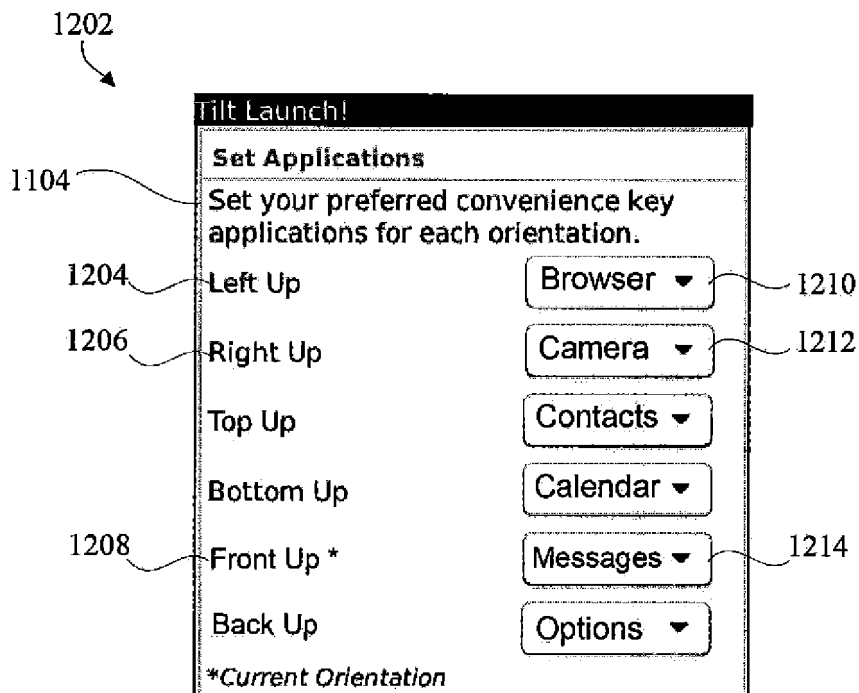 1202
Tilt Launch!
Set Applications
1104
Set your preferred convenience key
applications for each orientation.
1204 Left Up Browser 1210
1206 Right Up Camera 1212
Top Up Contacts
Bottom Up Calendar
1208 Front Up * Messages 1214
Back Up Options
*Current Orientation